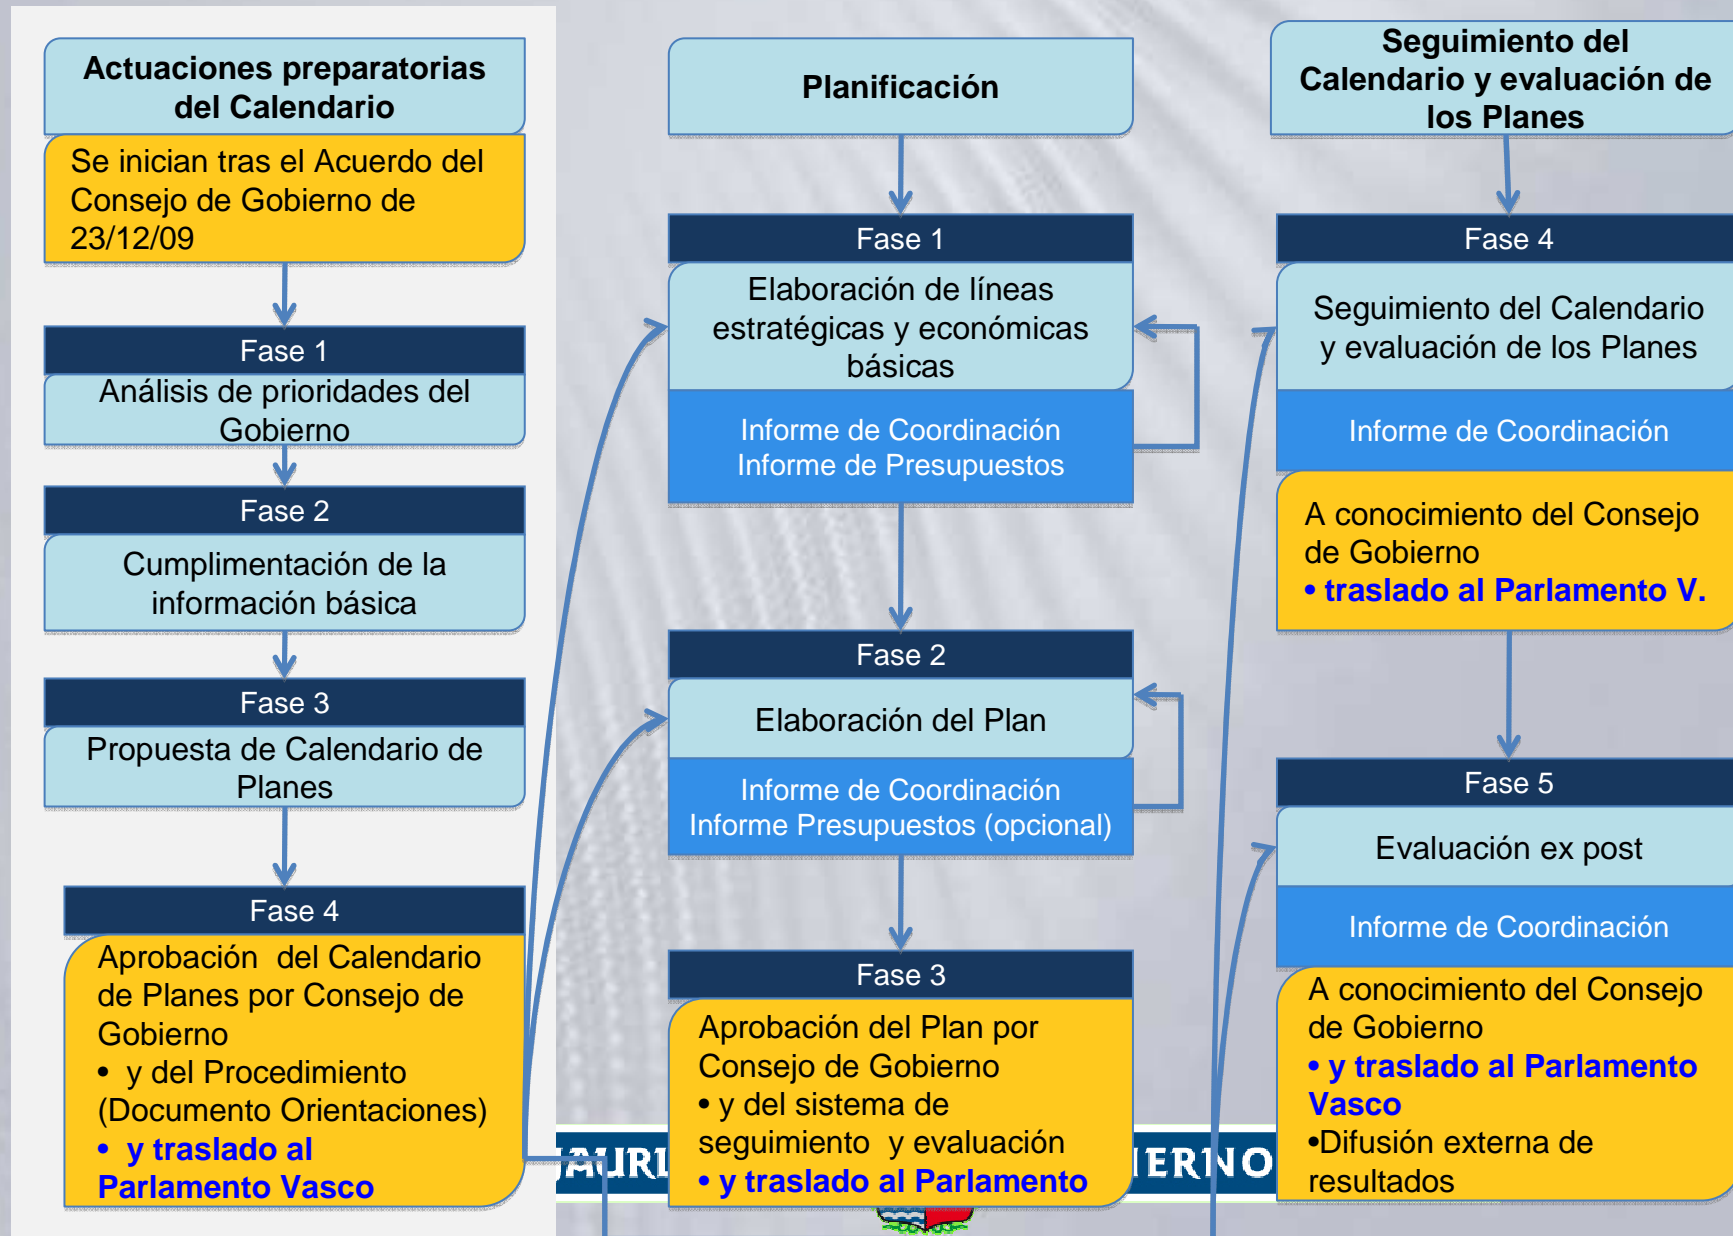 Actuaciones preparatorias
del Calendario
Se inician tras el Acuerdo del
Consejo de Gobierno de
23/12/09
Fase 1
Análisis de prioridades del
Gobierno
Fase 2
Cumplimentación de la
información básica
Fase 3
Propuesta de Calendario de
Planes
Fase 4
Aprobación del Calendario
de Planes por Consejo de
Gobierno
• y del Procedimiento
(Documento Orientaciones)
• y traslado al
Parlamento Vasco
Planificación
Fase 1
Elaboración de líneas
estratégicas y económicas
básicas
Informe de Coordinación
Informe de Presupuestos
Fase 2
Elaboración del Plan
Informe de Coordinación
Informe Presupuestos (opcional)
Fase 3
Aprobación del Plan por
Consejo de Gobierno
• y del sistema de
seguimiento y evaluación
• y traslado al Parlamento
Seguimiento del
Calendario y evaluación de
los Planes
Fase 4
Seguimiento del Calendario
y evaluación de los Planes
Informe de Coordinación
A conocimiento del Consejo
de Gobierno
• traslado al Parlamento V.
Fase 5
Evaluación ex post
Informe de Coordinación
A conocimiento del Consejo
de Gobierno
• y traslado al Parlamento
Vasco
•Difusión externa de
resultados